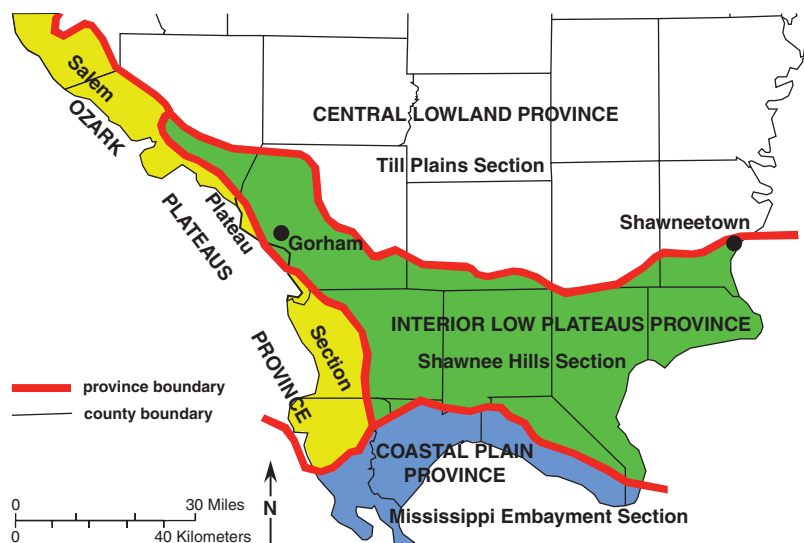 Salem
OZARK
CENTRAL LOWLAND PROVINCE
Till Plains Section
Plateau
PLATEAUS
Gorham
Shawneetown
INTERIOR LOW PLATEAUS PROVINCE
Shawnee Hills Section
Section
PROVINCE
province boundary
county boundary
COASTAL PLAIN
PROVINCE
Mississippi Embayment Section
N
0 30 Miles
0 40 Kilometers